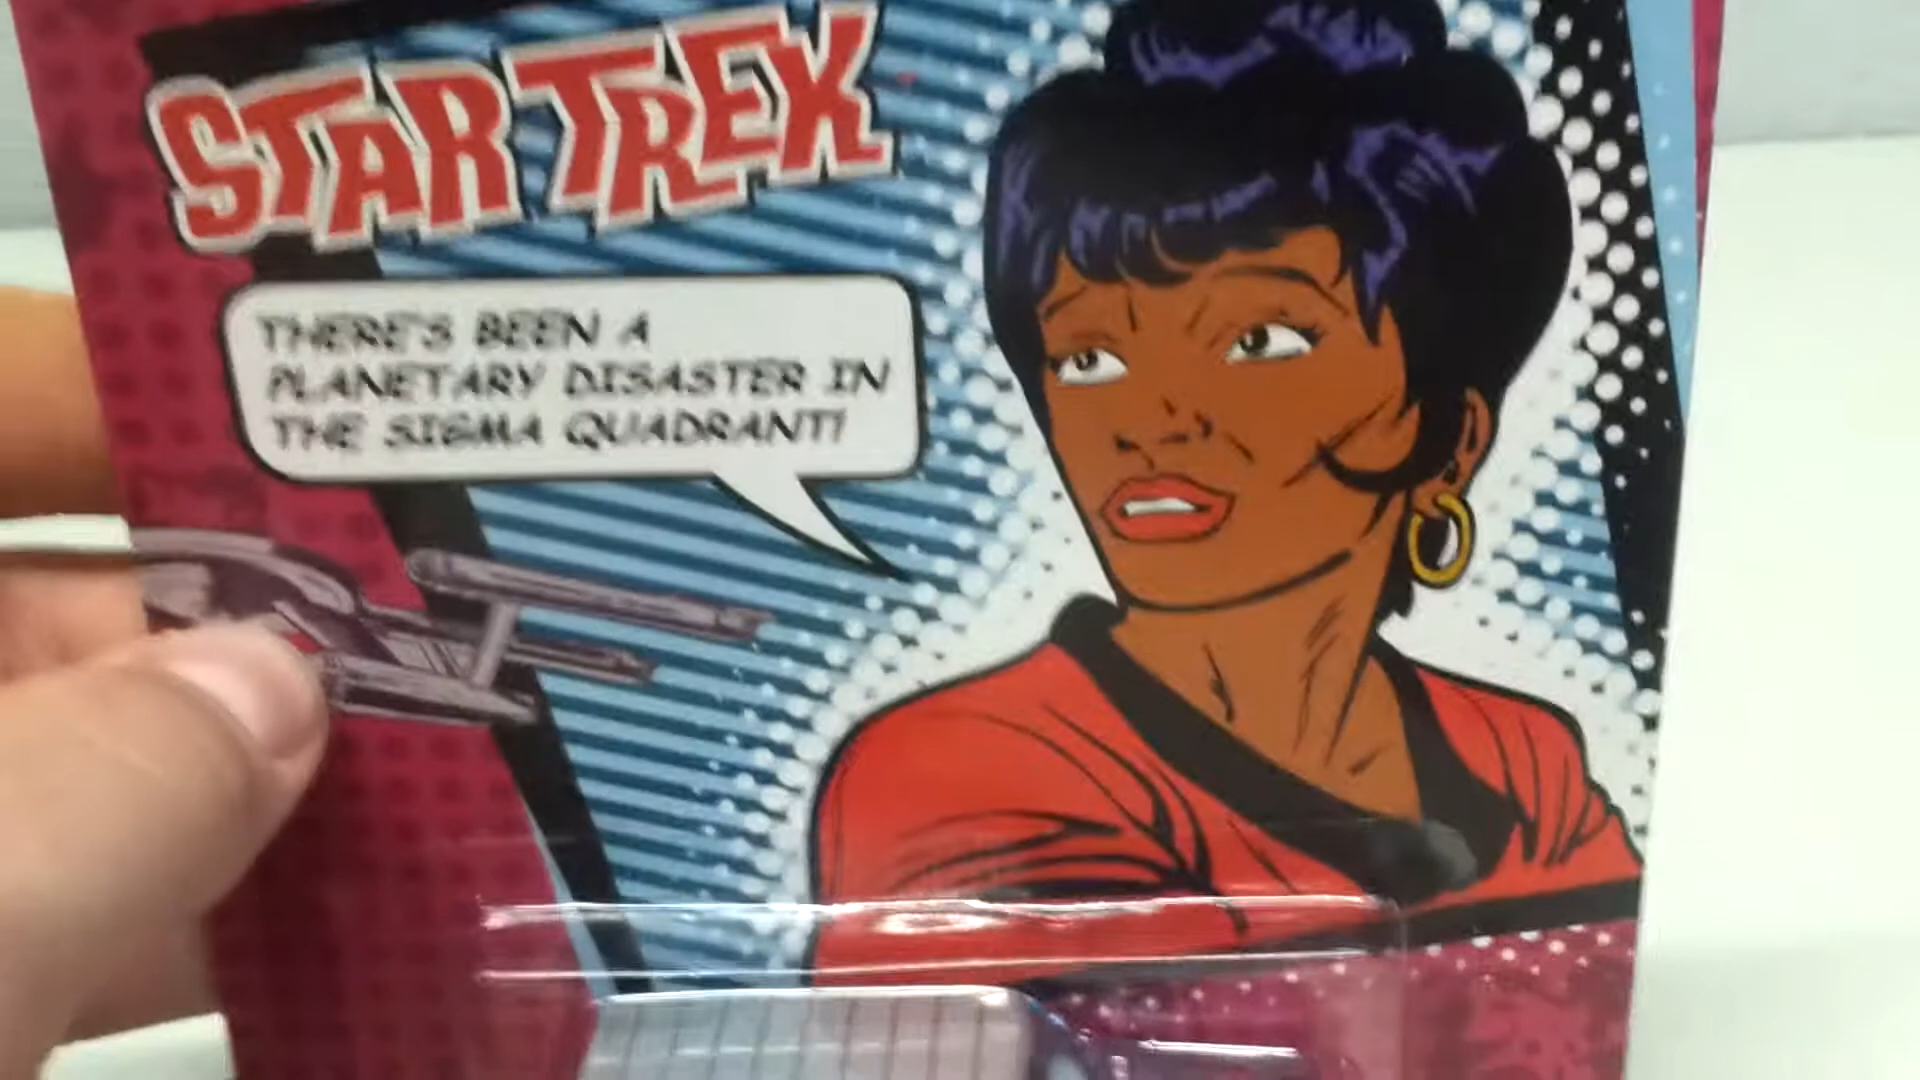 STAR TREK
THERE'S BEEN A
PLANETARY DISASTER IN
THE SIGMA QUADRANT!